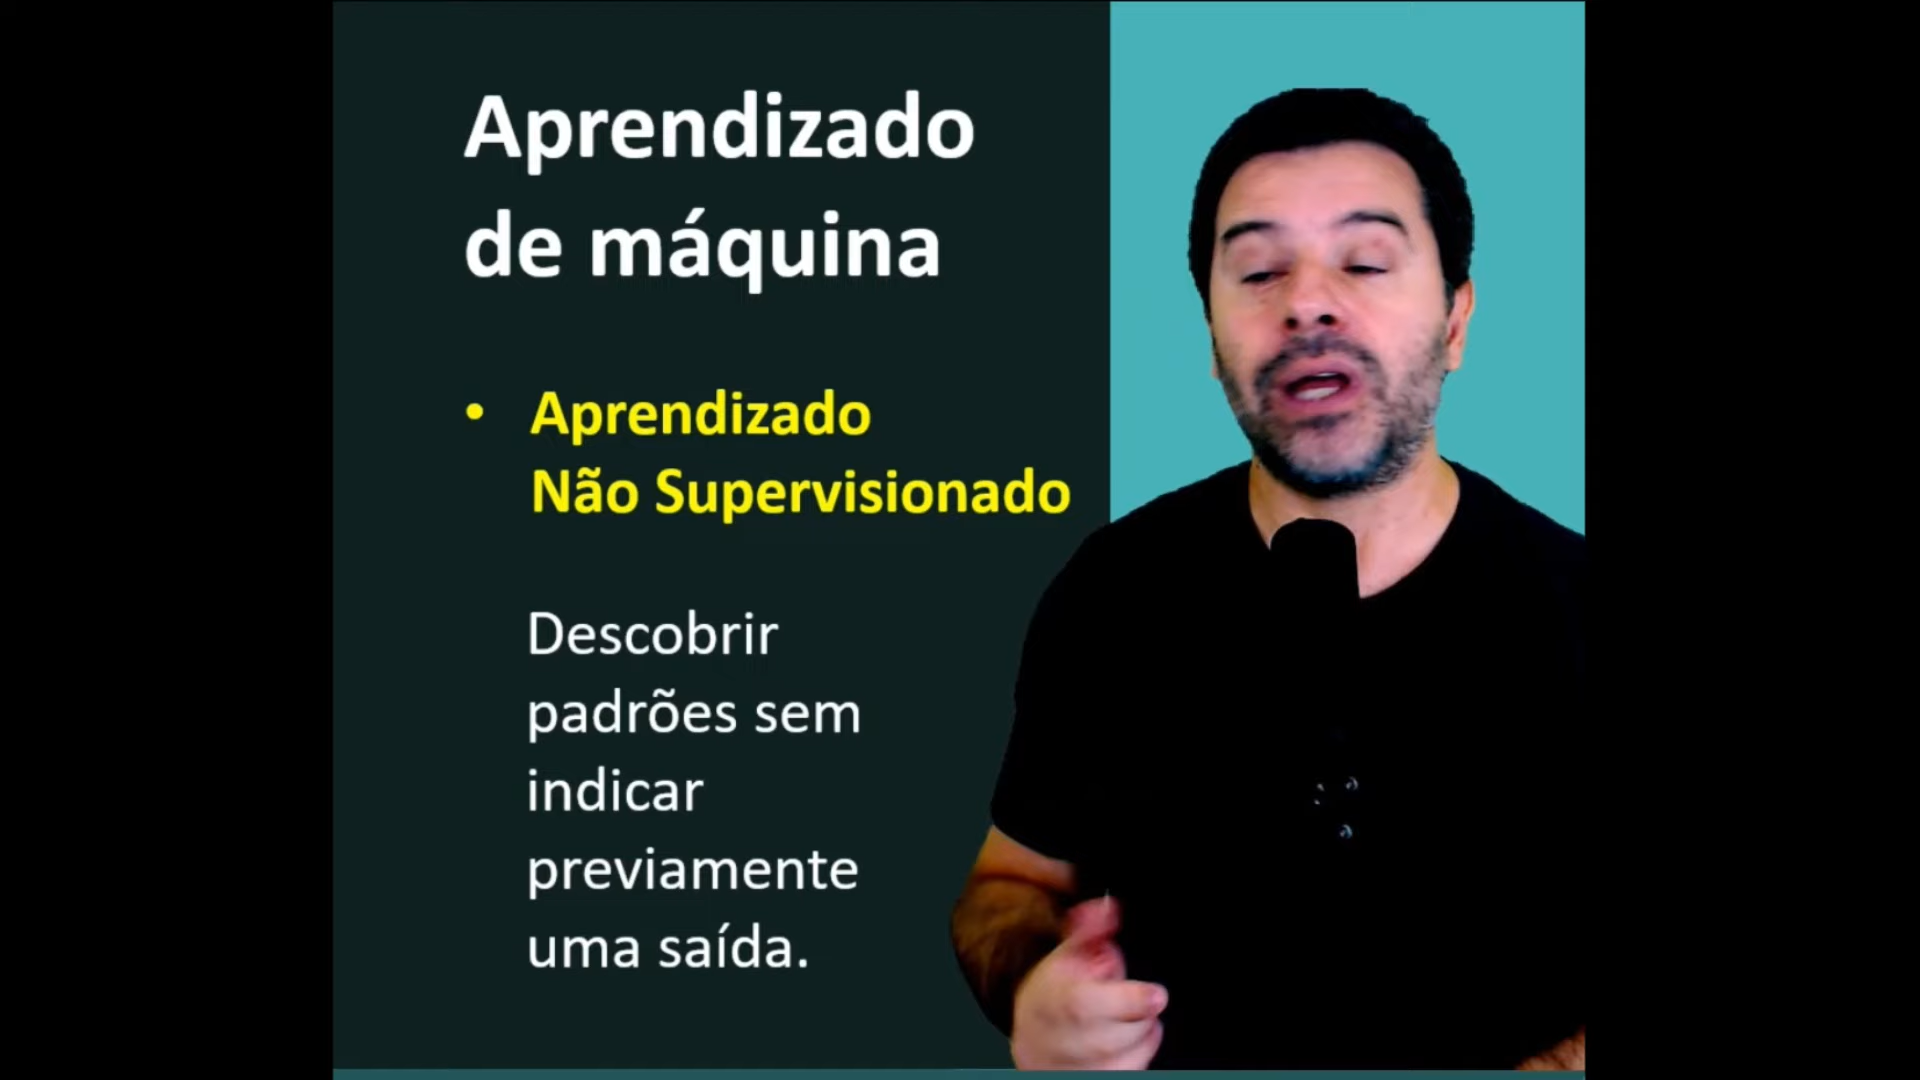 Aprendizado
de máquina
• Aprendizado
Não Supervisionado
Descobrir
padrões sem
indicar
previamente
uma saída.